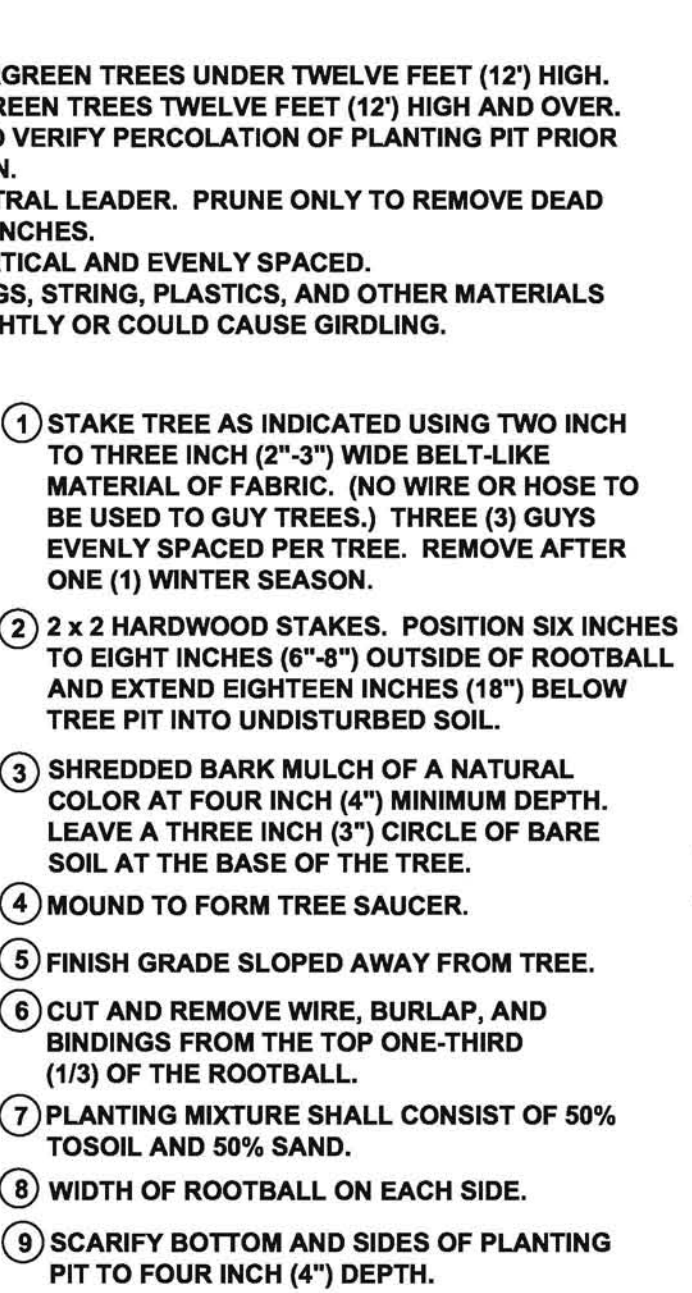 GREEN TREES UNDER TWELVE FEET (12') HIGH.
REEN TREES TWELVE FEET (12') HIGH AND OVER.
VERIFY PERCOLATION OF PLANTING PIT PRIOR
N.
TRAL LEADER. PRUNE ONLY TO REMOVE DEAD
NCHES.
TICAL AND EVENLY SPACED.
GS, STRING, PLASTICS, AND OTHER MATERIALS
HTLY OR COULD CAUSE GIRDLING.
1 STAKE TREE AS INDICATED USING TWO INCH
TO THREE INCH (2"-3") WIDE BELT-LIKE
MATERIAL OF FABRIC. (NO WIRE OR HOSE TO
BE USED TO GUY TREES.) THREE (3) GUYS
EVENLY SPACED PER TREE. REMOVE AFTER
ONE (1) WINTER SEASON.
2 2 x 2 HARDWOOD STAKES. POSITION SIX INCHES
TO EIGHT INCHES (6"-8") OUTSIDE OF ROOTBALL
AND EXTEND EIGHTEEN INCHES (18") BELOW
TREE PIT INTO UNDISTURBED SOIL.
3 SHREDDED BARK MULCH OF A NATURAL
COLOR AT FOUR INCH (4") MINIMUM DEPTH.
LEAVE A THREE INCH (3") CIRCLE OF BARE
SOIL AT THE BASE OF THE TREE.
4 MOUND TO FORM TREE SAUCER.
5 FINISH GRADE SLOPED AWAY FROM TREE.
6 CUT AND REMOVE WIRE, BURLAP, AND
BINDINGS FROM THE TOP ONE-THIRD
(1/3) OF THE ROOTBALL.
7 PLANTING MIXTURE SHALL CONSIST OF 50%
TOSOIL AND 50% SAND.
8 WIDTH OF ROOTBALL ON EACH SIDE.
9 SCARIFY BOTTOM AND SIDES OF PLANTING
PIT TO FOUR INCH (4") DEPTH.